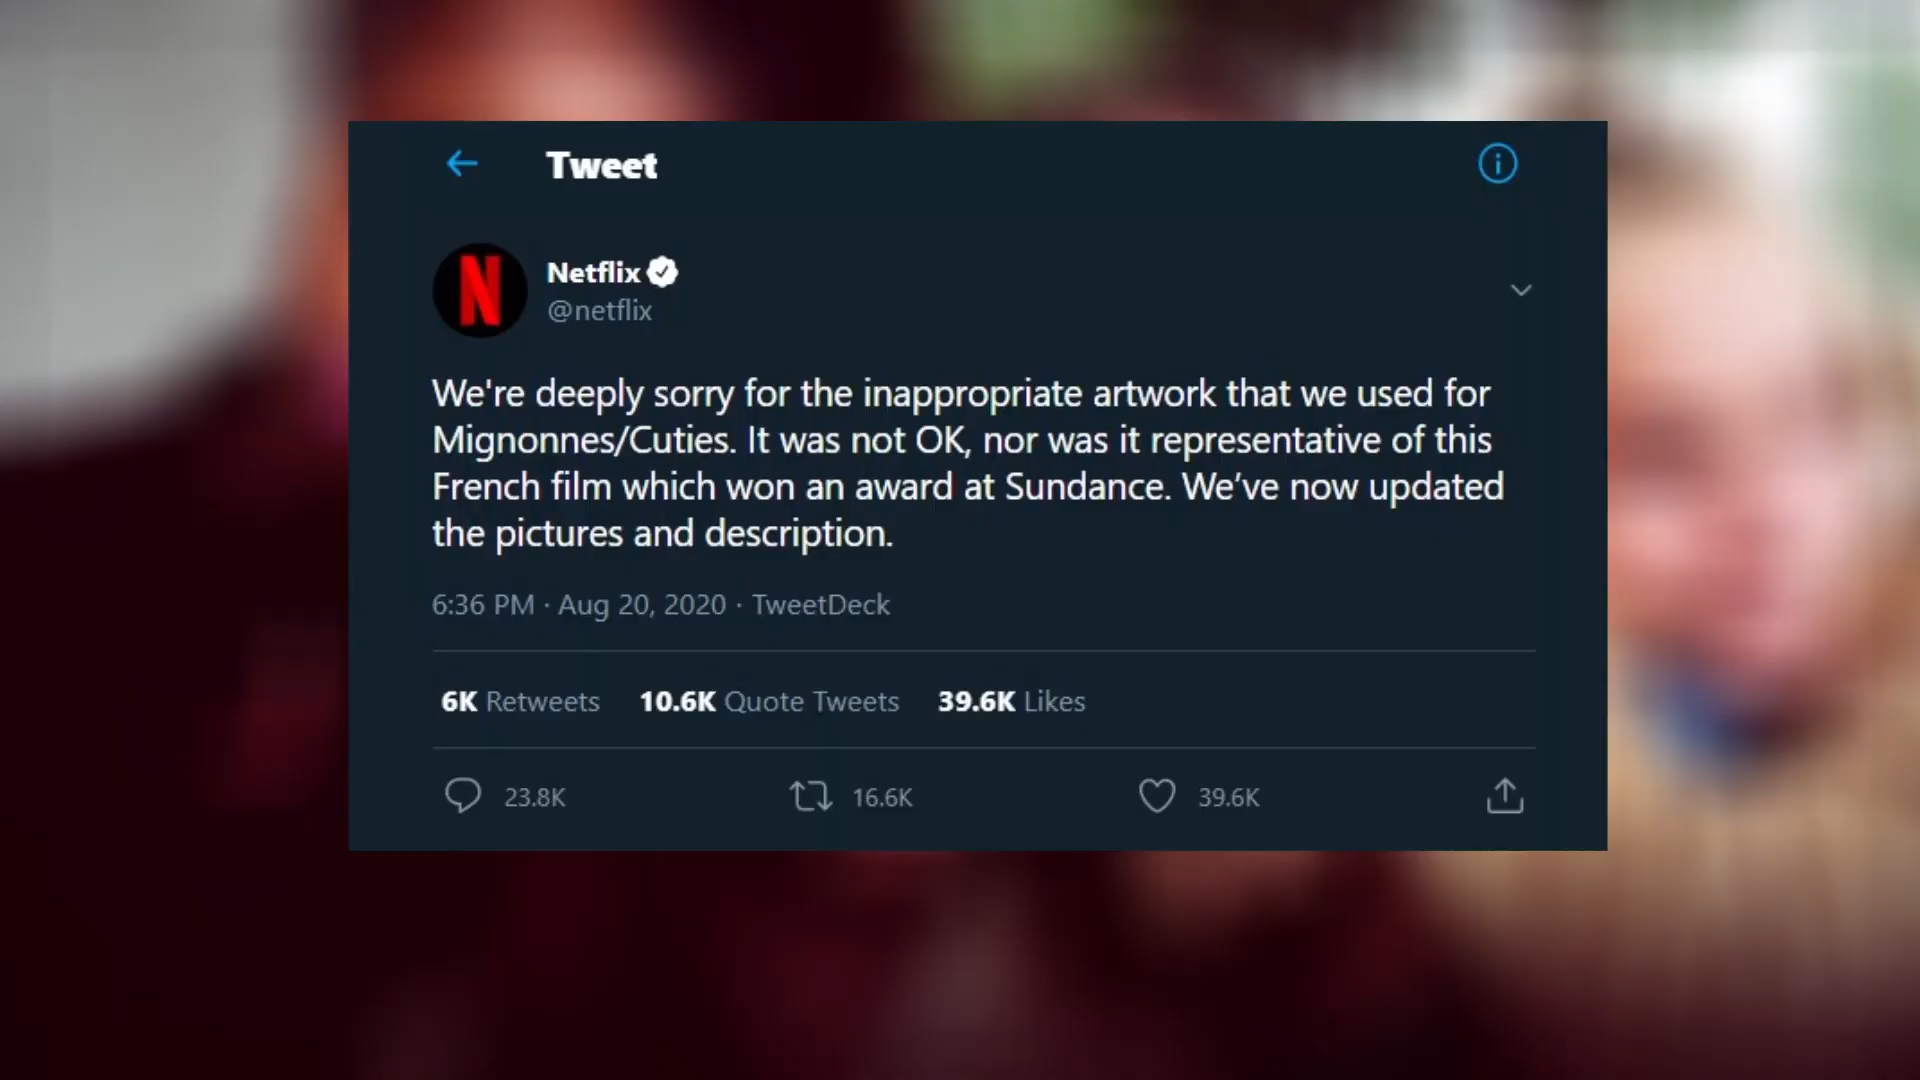 Tweet
Netflix
@netflix
We're deeply sorry for the inappropriate artwork that we used for
Mignonnes/Cuties. It was not OK, nor was it representative of this
French film which won an award at Sundance. We’ve now updated
the pictures and description.
6:36 PM · Aug 20, 2020 · TweetDeck
6K Retweets 10.6K Quote Tweets 39.6K Likes
23.8K 16.6K 39.6K